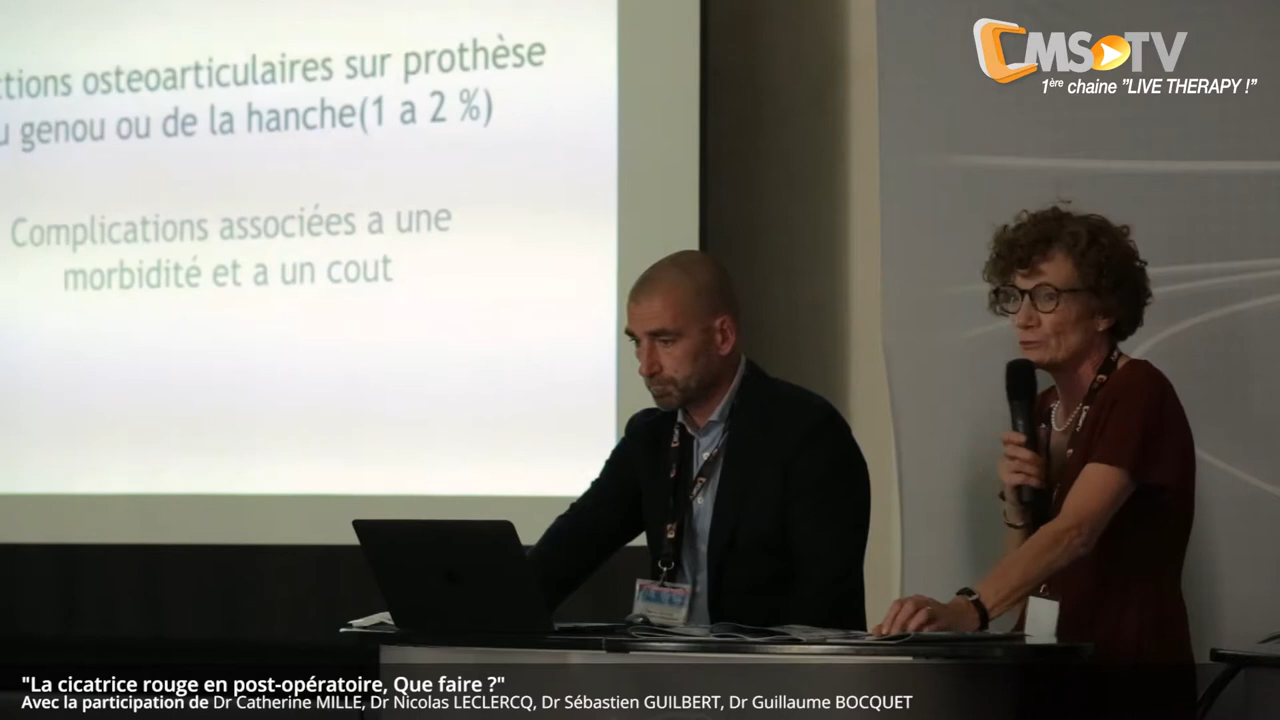 CMSTV
1ère chaine "LIVE THERAPY !"
ctions osteoarticulaires sur prothèse
u genou ou de la hanche(1 a 2 %)
Complications associées a une
morbidité et a un cout
"La cicatrice rouge en post-opératoire, Que faire ?"
Avec la participation de Dr Catherine MILLE, Dr Nicolas LECLERCQ, Dr Sébastien GUILBERT, Dr Guillaume BOCQUET